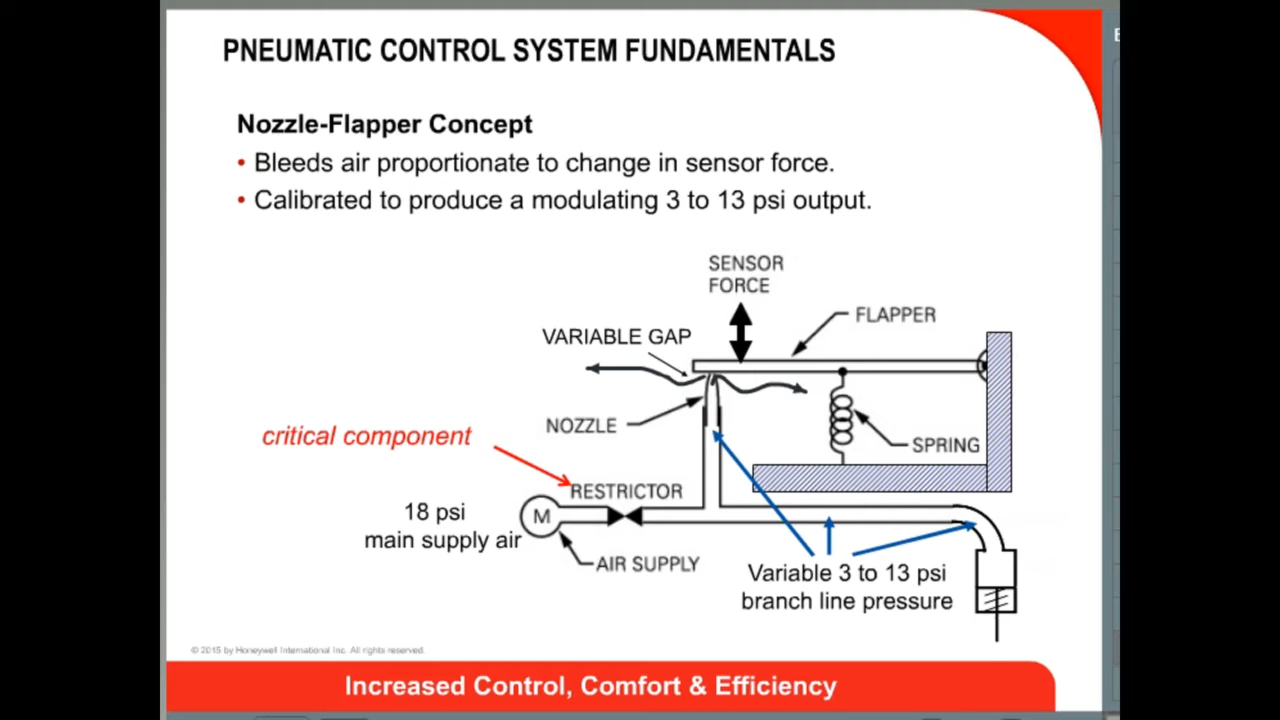 PNEUMATIC CONTROL SYSTEM FUNDAMENTALS
E
Nozzle-Flapper Concept
• Bleeds air proportionate to change in sensor force.
• Calibrated to produce a modulating 3 to 13 psi output.
SENSOR
FORCE
FLAPPER
VARIABLE GAP
NOZZLE
SPRING
critical component
RESTRICTOR
18 psi
main supply air
M
AIR SUPPLY
Variable 3 to 13 psi
branch line pressure
© 2015 by Honeywell International Inc. All rights reserved.
Increased Control, Comfort & Efficiency